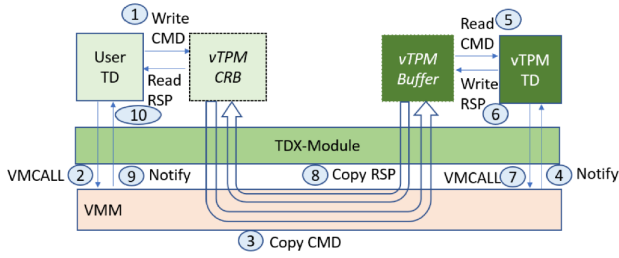 1 Write
CMD
User
TD
vTPM
CRB
Read
RSP
10
vTPM
Buffer
Read 5
CMD
vTPM
TD
Write
RSP
6
TDX-Module
VMCALL 2
9 Notify
8 Copy RSP
VMCALL 7
4 Notify
VMM
3 Copy CMD